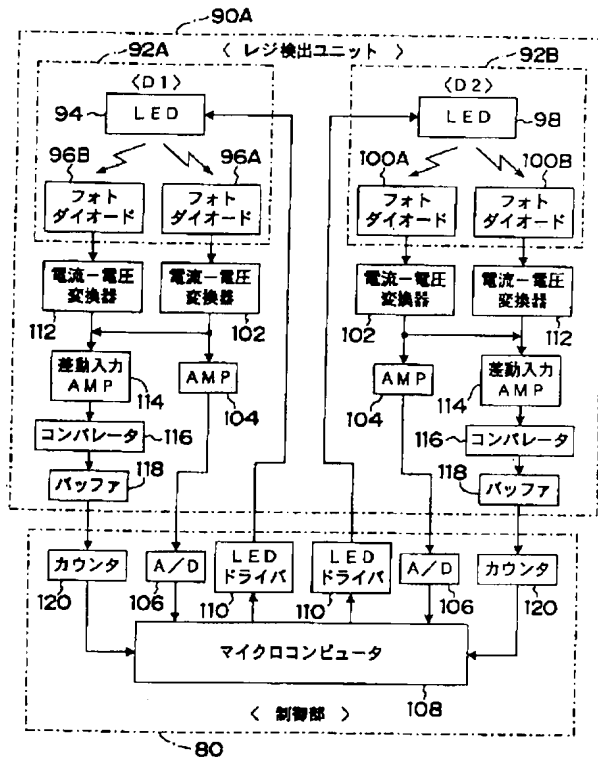 90A
92A
〈 レジ検出ユニット 〉
92B
〈D1〉
〈D2〉
94
LED
LED
98
96B
96A
100A
100B
フォト
ダイオード
フォト
ダイオード
フォト
ダイオード
フォト
ダイオード
電流−電圧
変換器
電流−電圧
変換器
電流−電圧
変換器
電流−電圧
変換器
112
102
102
112
差動入力
AMP
AMP
AMP
差動入力
AMP
114
104
104
114
コンパレータ
116
116
コンパレータ
バッファ
118
118
バッファ
カウンタ
A/D
LED
ドライバ
LED
ドライバ
A/D
カウンタ
120
106
110
110
106
120
マイクロコンピュータ
108
〈 制御部 〉
80